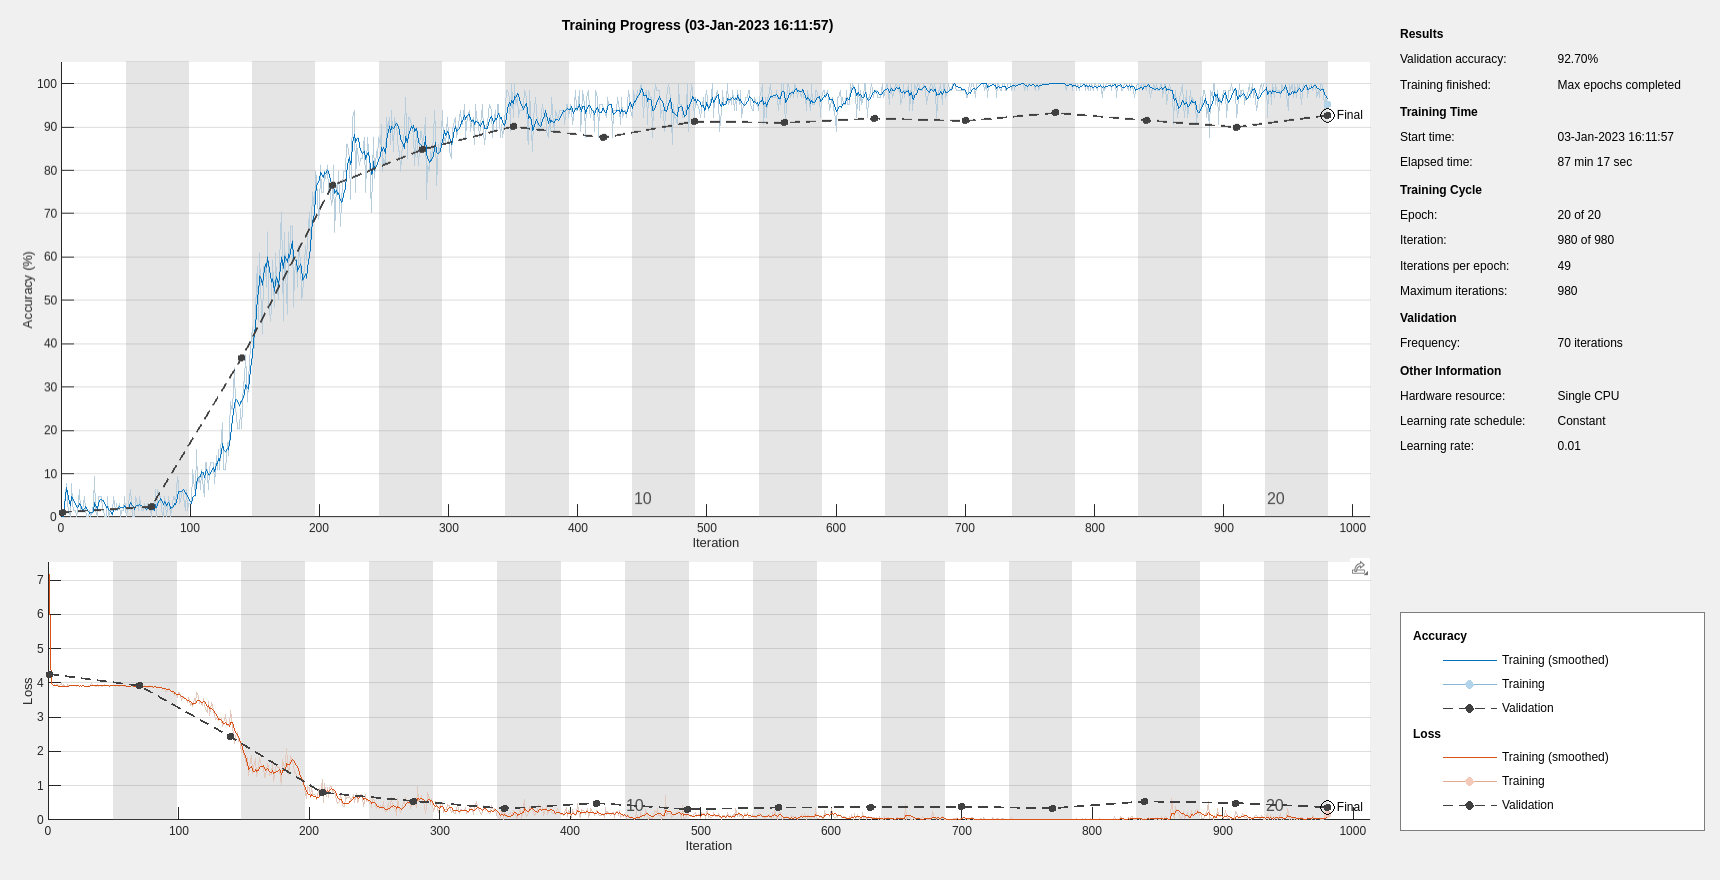 Training Progress (03-Jan-2023 16:11:57)
100
90
80
70
60
50
40
30
20
10
0
Accuracy (%)
10
20
Final
0 100 200 300 400 500 600 700 800 900 1000
Iteration
7
6
5
4
3
2
1
0
Loss
10
20
Final
0 100 200 300 400 500 600 700 800 900 1000
Iteration
Results
Validation accuracy: 92.70%
Training finished: Max epochs completed
Training Time
Start time: 03-Jan-2023 16:11:57
Elapsed time: 87 min 17 sec
Training Cycle
Epoch: 20 of 20
Iteration: 980 of 980
Iterations per epoch: 49
Maximum iterations: 980
Validation
Frequency: 70 iterations
Other Information
Hardware resource: Single CPU
Learning rate schedule: Constant
Learning rate: 0.01
Accuracy
Training (smoothed)
Training
Validation
Loss
Training (smoothed)
Training
Validation